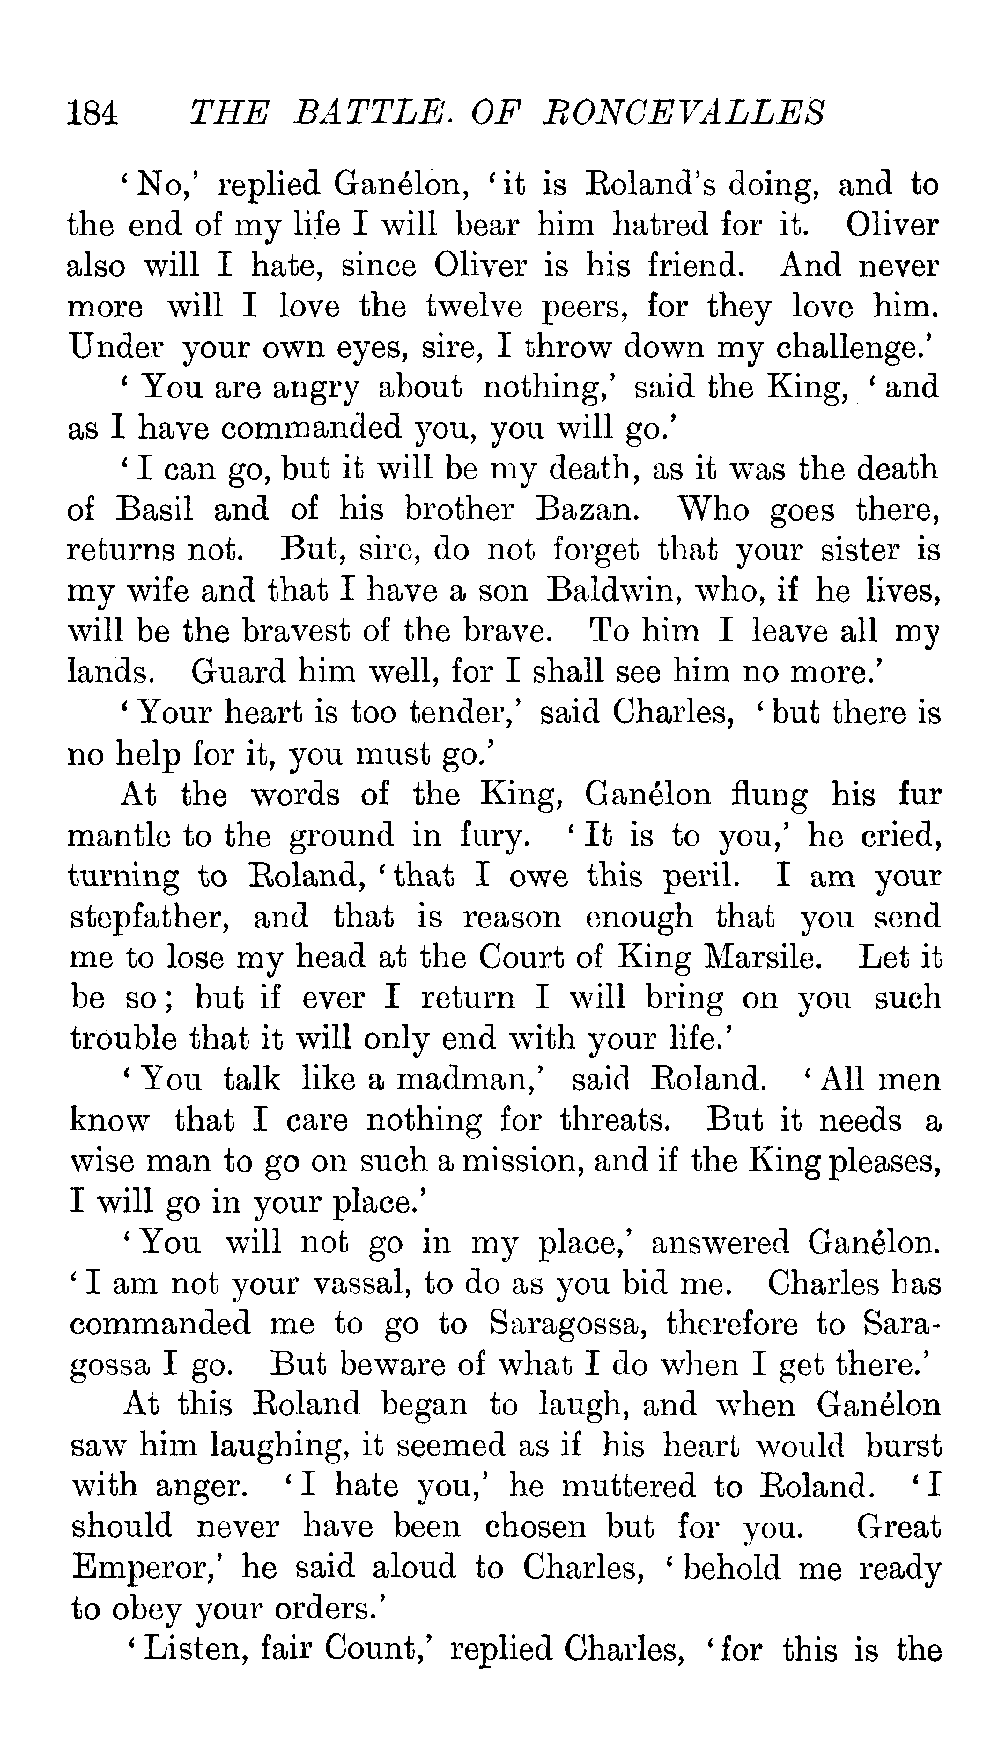 184 THE BATTLE. OF RONCEVALLES
‘ No,’ replied Ganélon, ‘ it is Roland’s doing, and to
the end of my life I will bear him hatred for it. Oliver
also will I hate, since Oliver is his friend. And never
more will I love the twelve peers, for they love him.
Under your own eyes, sire, I throw down my challenge.’
‘ You are angry about nothing,’ said the King, ‘ and
as I have commanded you, you will go.’
‘ I can go, but it will be my death, as it was the death
of Basil and of his brother Bazan. Who goes there,
returns not. But, sire, do not forget that your sister is
my wife and that I have a son Baldwin, who, if he lives,
will be the bravest of the brave. To him I leave all my
lands. Guard him well, for I shall see him no more.’
‘ Your heart is too tender,’ said Charles, ‘ but there is
no help for it, you must go.’
At the words of the King, Ganélon flung his fur
mantle to the ground in fury. ‘ It is to you,’ he cried,
turning to Roland, ‘ that I owe this peril. I am your
stepfather, and that is reason enough that you send
me to lose my head at the Court of King Marsile. Let it
be so ; but if ever I return I will bring on you such
trouble that it will only end with your life.’
‘ You talk like a madman,’ said Roland. ‘ All men
know that I care nothing for threats. But it needs a
wise man to go on such a mission, and if the King pleases,
I will go in your place.’
‘ You will not go in my place,’ answered Ganélon.
‘ I am not your vassal, to do as you bid me. Charles has
commanded me to go to Saragossa, therefore to Sara-
gossa I go. But beware of what I do when I get there.’
At this Roland began to laugh, and when Ganélon
saw him laughing, it seemed as if his heart would burst
with anger. ‘ I hate you,’ he muttered to Roland. ‘ I
should never have been chosen but for you. Great
Emperor,’ he said aloud to Charles, ‘ behold me ready
to obey your orders.’
‘ Listen, fair Count,’ replied Charles, ‘ for this is the